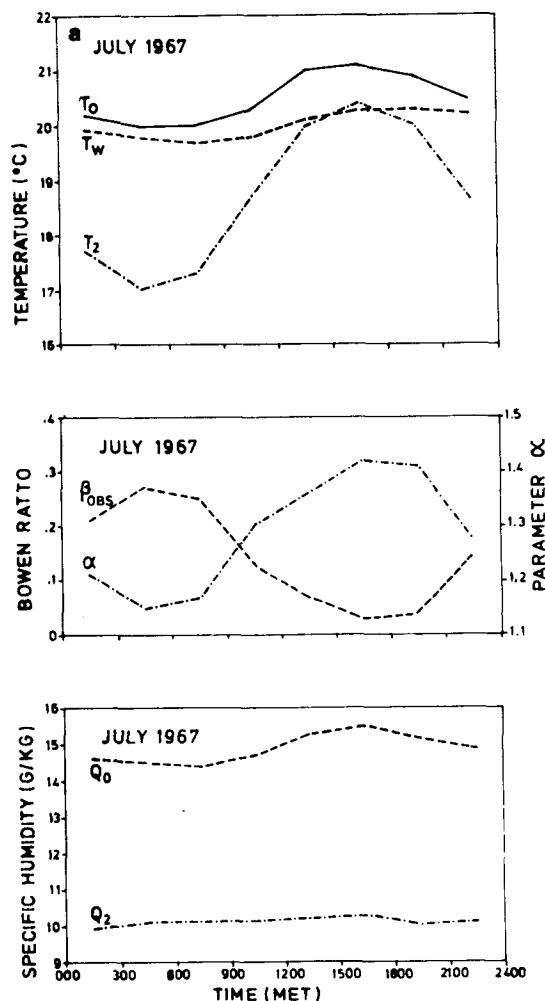 22
a JULY 1967
21
T0
20
TW
19
T2
18
17
16
TEMPERATURE (°C)
.4
1.5
JULY 1967
βOBS
.3
1.4
.2
1.3
α
.1
1.2
0
1.1
BOWEN RATTO
PARAMETER α
16
JULY 1967
15
Q0
14
13
12
11
10
Q2
9
SPECIFIC HUMIDITY (G/KG)
000 300 600 900 1200 1500 1800 2100 2400
TIME (MET)